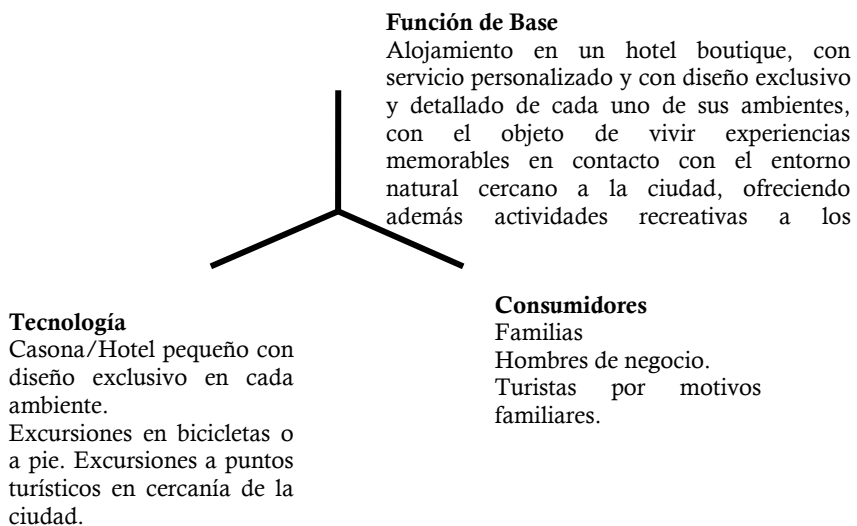 Función de Base
Alojamiento en un hotel boutique, con
servicio personalizado y con diseño exclusivo
y detallado de cada uno de sus ambientes,
con el objeto de vivir experiencias
memorables en contacto con el entorno
natural cercano a la ciudad, ofreciendo
además actividades recreativas a los
Tecnología
Casona/Hotel pequeño con
diseño exclusivo en cada
ambiente.
Excursiones en bicicletas o
a pie. Excursiones a puntos
turísticos en cercanía de la
ciudad.
Consumidores
Familias
Hombres de negocio.
Turistas por motivos
familiares.